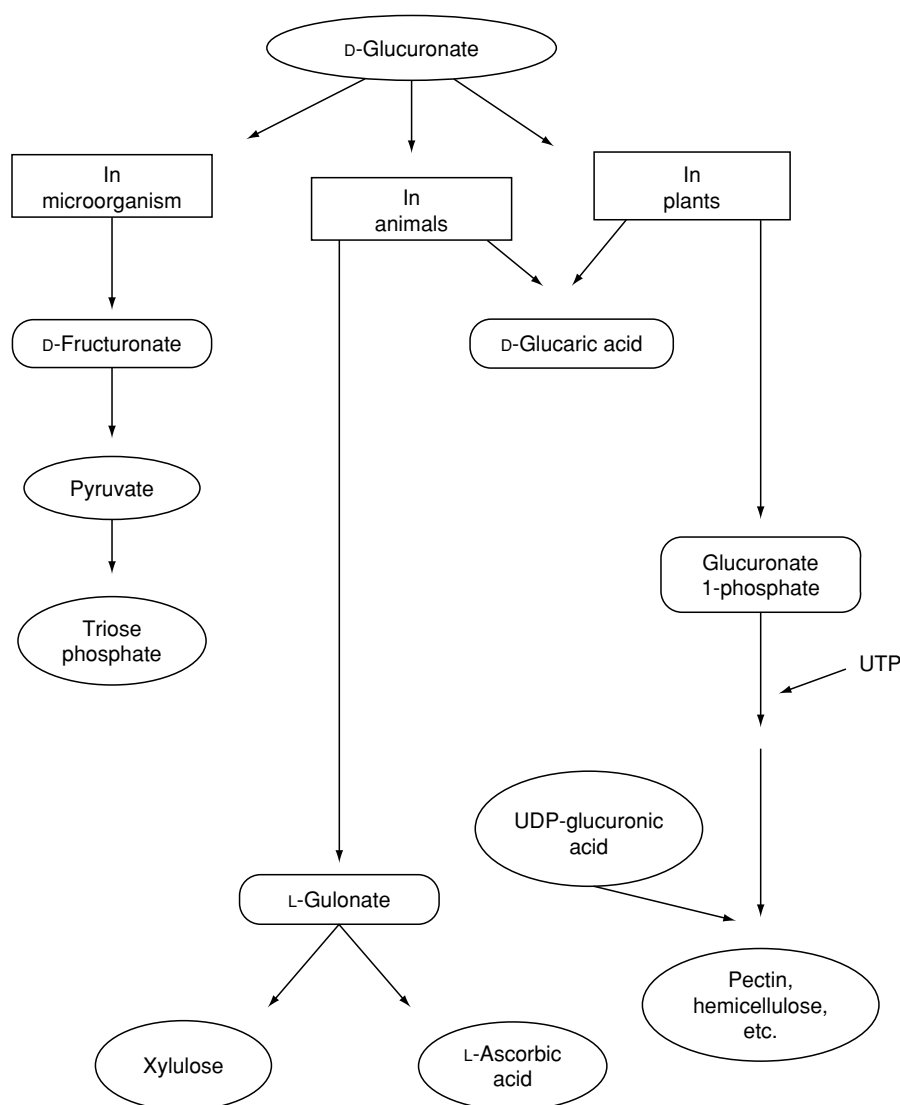 D-Glucuronate
In
microorganism
In
animals
In
plants
D-Fructuronate
D-Glucaric acid
Pyruvate
Glucuronate
1-phosphate
Triose
phosphate
UTP
UDP-glucuronic
acid
L-Gulonate
Pectin,
hemicellulose,
etc.
Xylulose
L-Ascorbic
acid